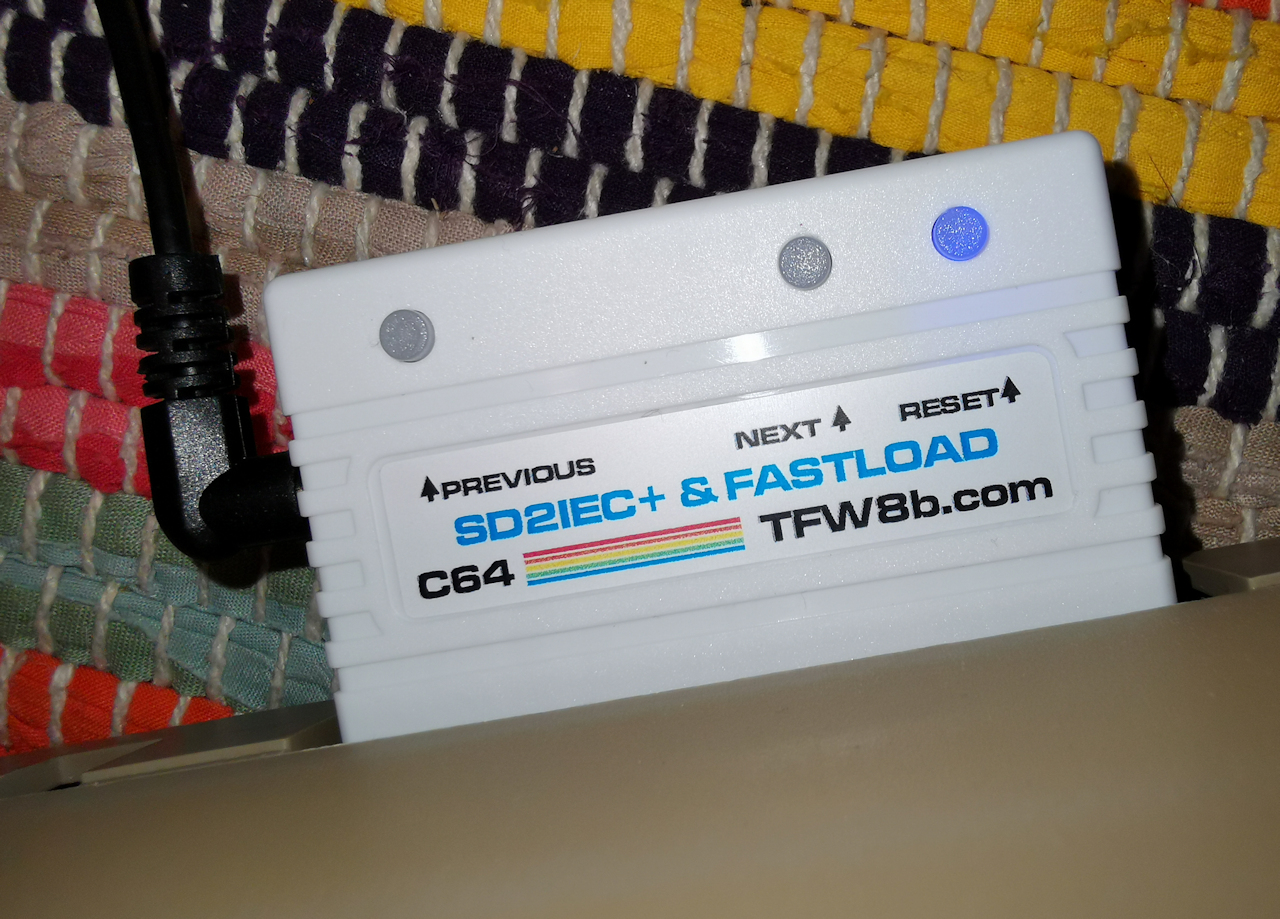 PREVIOUS
NEXT
RESET
SD2IEC+ & FASTLOAD
C64
TFW8b.com